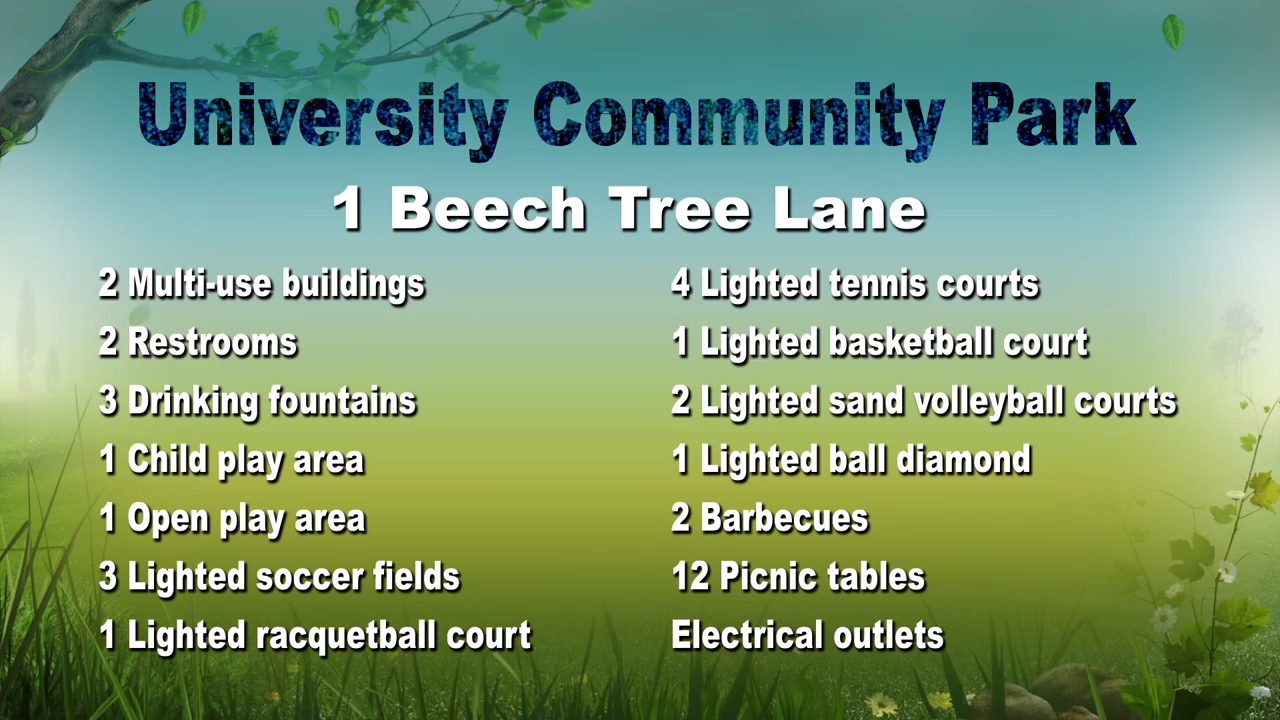 University Community Park
1 Beech Tree Lane
2 Multi-use buildings
2 Restrooms
3 Drinking fountains
1 Child play area
1 Open play area
3 Lighted soccer fields
1 Lighted racquetball court
4 Lighted tennis courts
1 Lighted basketball court
2 Lighted sand volleyball courts
1 Lighted ball diamond
2 Barbecues
12 Picnic tables
Electrical outlets